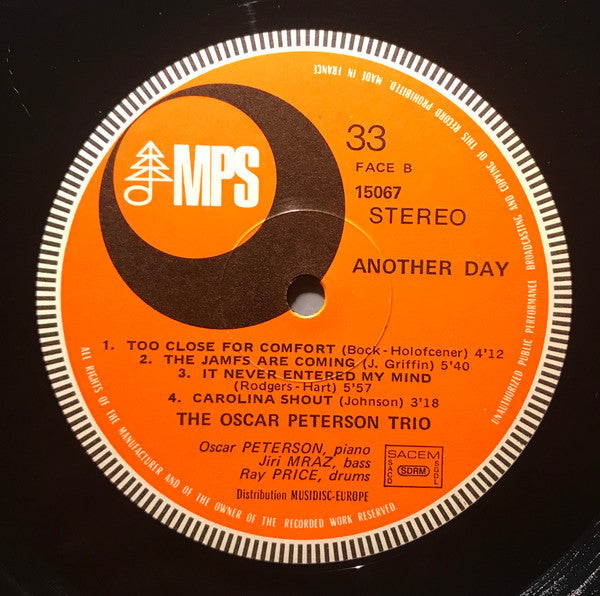 MPS
33
FACE B
15067
STEREO
ANOTHER DAY
1. TOO CLOSE FOR COMFORT (Bock-Holofcener) 4'12
2. THE JAMFS ARE COMING (J. Griffin) 5'40
3. IT NEVER ENTERED MY MIND
(Rodgers-Hart) 5'57
4. CAROLINA SHOUT (Johnson) 3'18
THE OSCAR PETERSON TRIO
Oscar PETERSON, piano
Jiri MRAZ, bass
Ray PRICE, drums
SACEM
SACD
SDRM
SGDL
Distribution MUSIDISC-EUROPE
ALL RIGHTS OF THE MANUFACTURER AND OF THE OWNER OF THE RECORDED WORK RESERVED.
UNAUTHORIZED PUBLIC PERFORMANCE BROADCASTING AND COPYING OF THIS RECORD PROHIBITED. MADE IN FRANCE